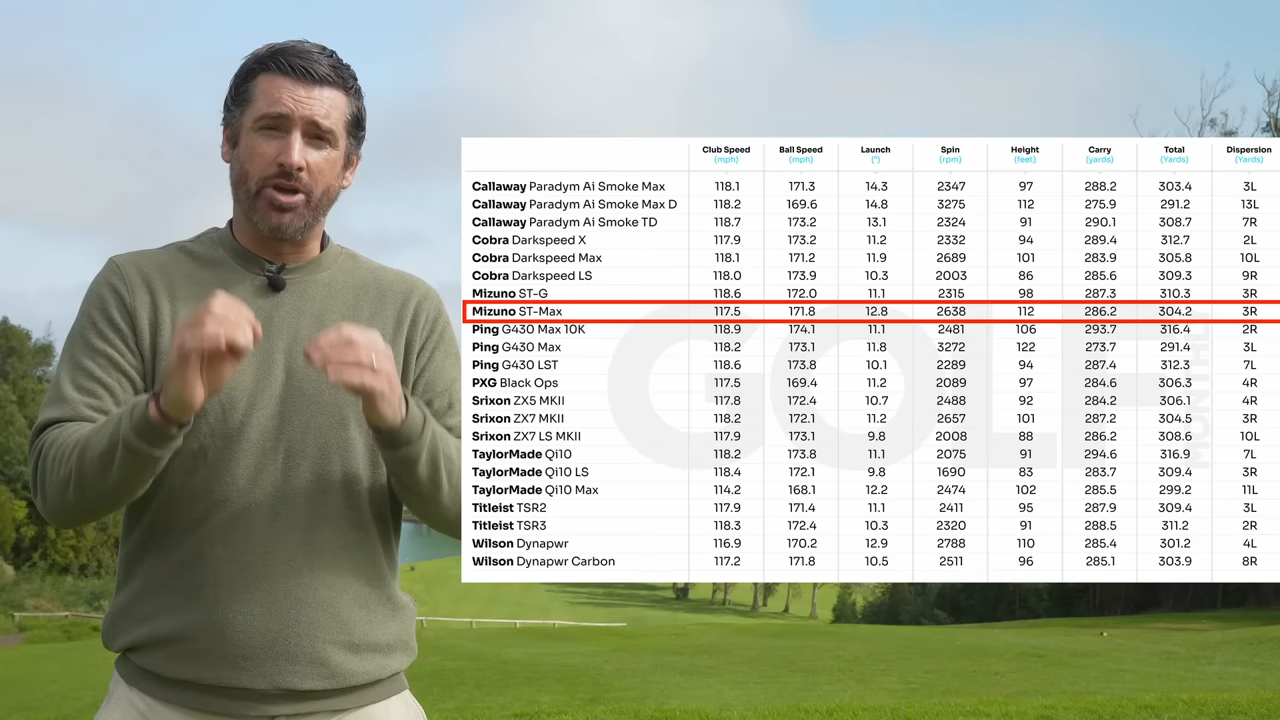 Club Speed Ball Speed Launch Spin Height Carry Total Dispersion
(mph) (mph) (°) (rpm) (feet) (yards) (Yards) (Yards)
Callaway Paradym Ai Smoke Max 118.1 171.3 14.3 2347 97 288.2 303.4 3L
Callaway Paradym Ai Smoke Max D 118.2 169.6 14.8 3275 112 275.9 291.2 13L
Callaway Paradym Ai Smoke TD 118.7 173.2 13.1 2324 91 290.1 308.7 7R
Cobra Darkspeed X 117.9 173.2 11.2 2332 94 289.4 312.7 2L
Cobra Darkspeed Max 118.1 171.2 11.9 2689 101 283.9 305.8 10L
Cobra Darkspeed LS 118.0 173.9 10.3 2003 86 285.6 309.3 9R
Mizuno ST-G 118.6 172.0 11.1 2315 98 287.3 310.3 3R
Mizuno ST-Max 117.5 171.8 12.8 2638 112 286.2 304.2 3R
Ping G430 Max 10K 118.9 174.1 11.1 2481 106 293.7 316.4 2R
Ping G430 Max 118.2 173.1 11.8 3272 122 273.7 291.4 3L
Ping G430 LST 118.6 173.8 10.1 2289 94 287.4 312.3 7L
PXG Black Ops 117.5 169.4 11.2 2089 97 284.6 306.3 4R
Srixon ZX5 MKII 117.8 172.4 10.7 2488 92 284.2 306.1 4R
Srixon ZX7 MKII 118.2 172.1 11.2 2657 101 287.2 304.5 3R
Srixon ZX7 LS MKII 117.9 173.1 9.8 2008 88 286.2 308.6 10L
TaylorMade Qi10 118.2 173.8 11.1 2075 91 294.6 316.9 7L
TaylorMade Qi10 LS 118.4 172.1 9.8 1690 83 283.7 309.4 3R
TaylorMade Qi10 Max 114.2 168.1 12.2 2474 102 285.5 299.2 11L
Titleist TSR2 117.9 171.4 11.1 2411 95 287.9 309.4 3L
Titleist TSR3 118.3 172.4 10.3 2320 91 288.5 311.2 2R
Wilson Dynapwr 116.9 170.2 12.9 2788 110 285.4 301.2 4L
Wilson Dynapwr Carbon 117.2 171.8 10.5 2511 96 285.1 303.9 8R
GOLF
MONTHLY